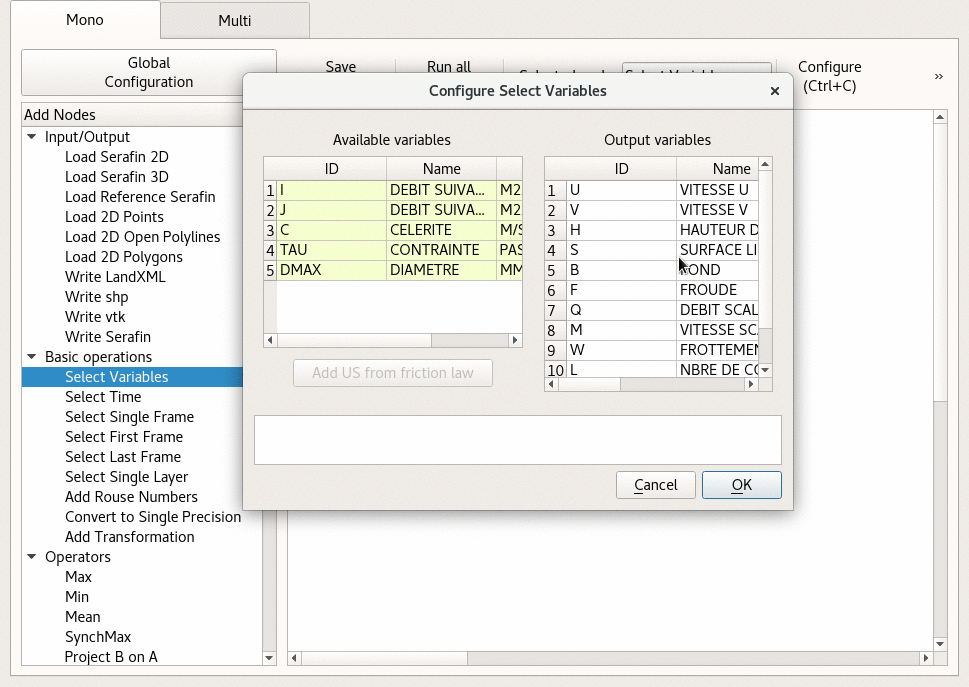 Mono
Multi
Global
Configuration
Save
Run all
Configure
(Ctrl+C)
»
Add Nodes
Input/Output
Load Serafin 2D
Load Serafin 3D
Load Reference Serafin
Load 2D Points
Load 2D Open Polylines
Load 2D Polygons
Write LandXML
Write shp
Write vtk
Write Serafin
Basic operations
Select Variables
Select Time
Select Single Frame
Select First Frame
Select Last Frame
Select Single Layer
Add Rouse Numbers
Convert to Single Precision
Add Transformation
Operators
Max
Min
Mean
SynchMax
Project B on A
Configure Select Variables
×
Available variables
ID Name
1 I DEBIT SUIVA... M2
2 J DEBIT SUIVA... M2
3 C CELERITE M/S
4 TAU CONTRAINTE PAS
5 DMAX DIAMETRE MM
Add US from friction law
Output variables
ID Name
1 U VITESSE U
2 V VITESSE V
3 H HAUTEUR D
4 S SURFACE LI
5 B FOND
6 F FROUDE
7 Q DEBIT SCAL
8 M VITESSE SC
9 W FROTTEMEN
10 L NBRE DE CO
Cancel
OK